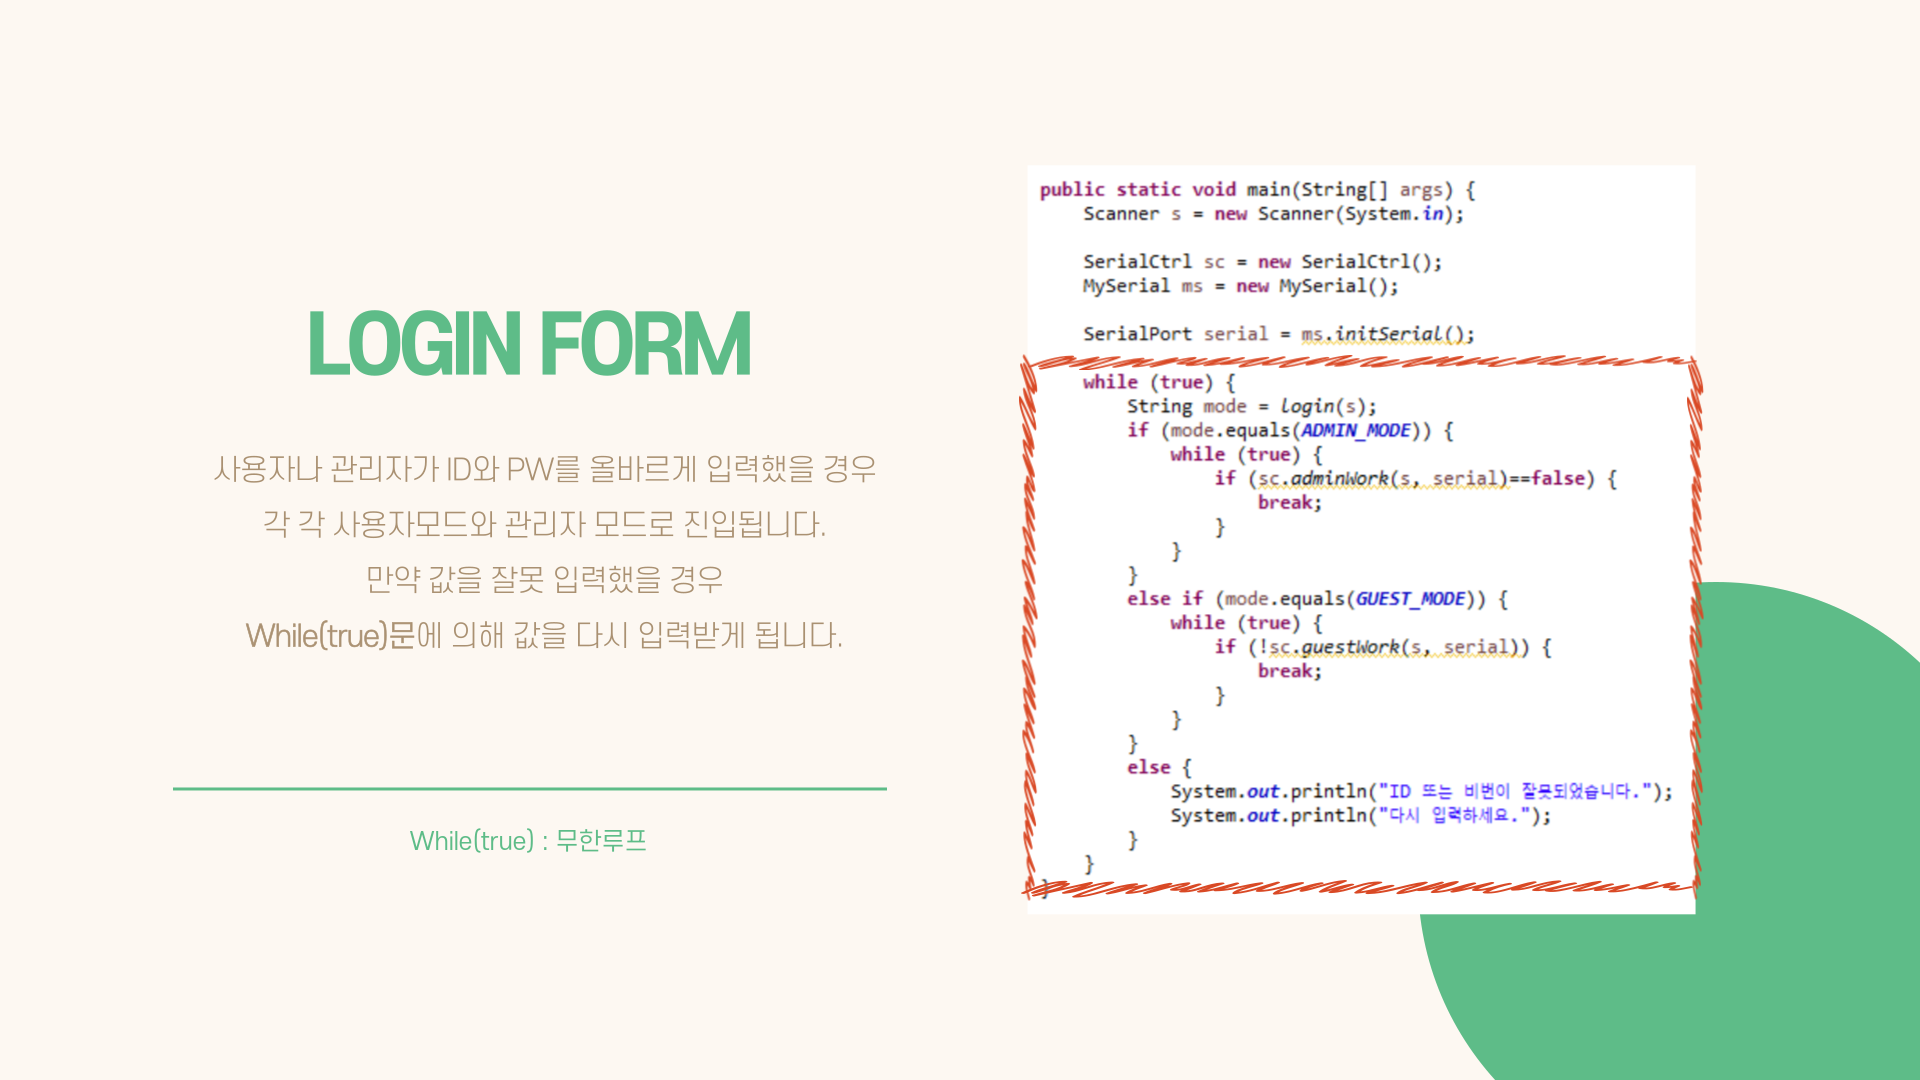 LOGIN FORM
사용자나 관리자가 ID와 PW를 올바르게 입력했을 경우
각 각 사용자모드와 관리자 모드로 진입됩니다.
만약 값을 잘못 입력했을 경우
While(true)문에 의해 값을 다시 입력받게 됩니다.
While(true) : 무한루프
public static void main(String[] args) {
Scanner s = new Scanner(System.in);
SerialCtrl sc = new SerialCtrl();
MySerial ms = new MySerial();
SerialPort serial = ms.initSerial();
while (true) {
String mode = login(s);
if (mode.equals(ADMIN_MODE)) {
while (true) {
if (sc.adminWork(s, serial)==false) {
break;
}
}
}
else if (mode.equals(GUEST_MODE)) {
while (true) {
if (!sc.guestWork(s, serial)) {
break;
}
}
}
else {
System.out.println("ID 또는 비번이 잘못되었습니다.");
System.out.println("다시 입력하세요.");
}
}
}